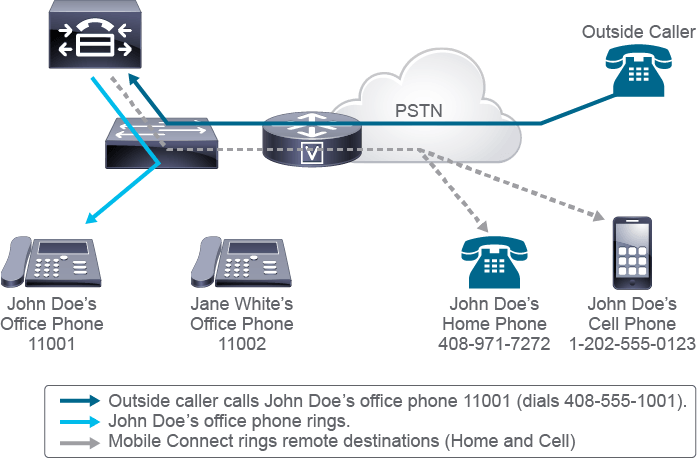 Outside Caller
PSTN
V
John Doe's
Office Phone
11001
Jane White's
Office Phone
11002
John Doe's
Home Phone
408-971-7272
John Doe's
Cell Phone
1-202-555-0123
Outside caller calls John Doe's office phone 11001 (dials 408-555-1001).
John Doe's office phone rings.
Mobile Connect rings remote destinations (Home and Cell)